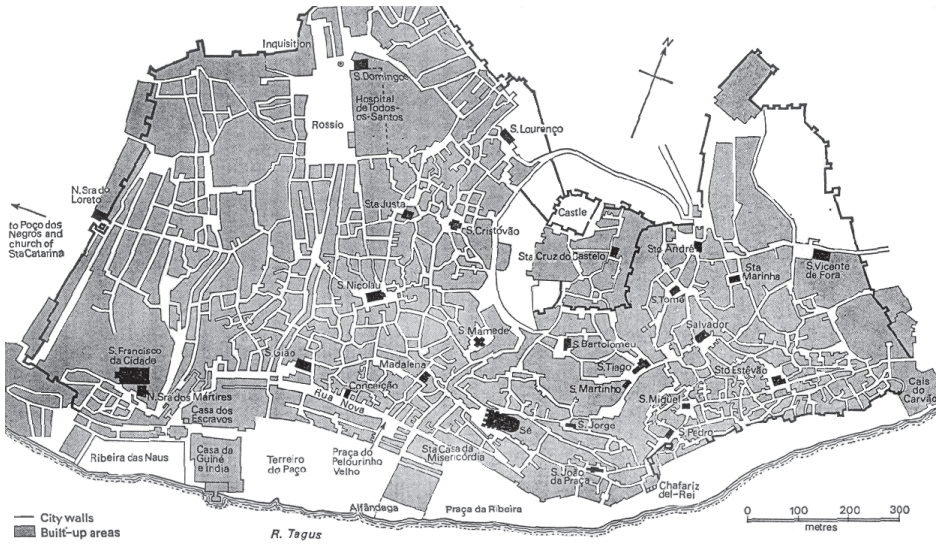 Inquisition
N
S. Domingos
Hospital
de Todos-
os-Santos
Rossio
S. Lourenço
N. Sra do
Loreto
Sta Justa
Castle
to Poço dos
Negros and
church of
Sta Catarina
S. Cristovão
Sta Cruz do Castelo
Sto André
S. Vicente
de Fora
Sta
Marinha
S. Nicolau
S. Tomé
S. Mamede
S. Bartolomeu
Salvador
S. Francisco
da Cidade
S. Gião
Madalena
S. Tiago
Sto Estêvão
S. Martinho
Conceição
Cais
do
Carvão
N. Sra dos Mártires
Rua Nova
S. Miguel
Casa dos
Escravos
Sé
S. Jorge
S. Pedro
Ribeira das Naus
Casa da
Guiné
e India
Terreiro
do Paço
Praça do
Pelourinho
Velho
Sta Casa da
Misericórdia
S. João
da Praça
Chafariz
del-Rei
Alfândega
Praça da Ribeira
City walls
Built-up areas
R. Tagus
0 100 200 300
metres